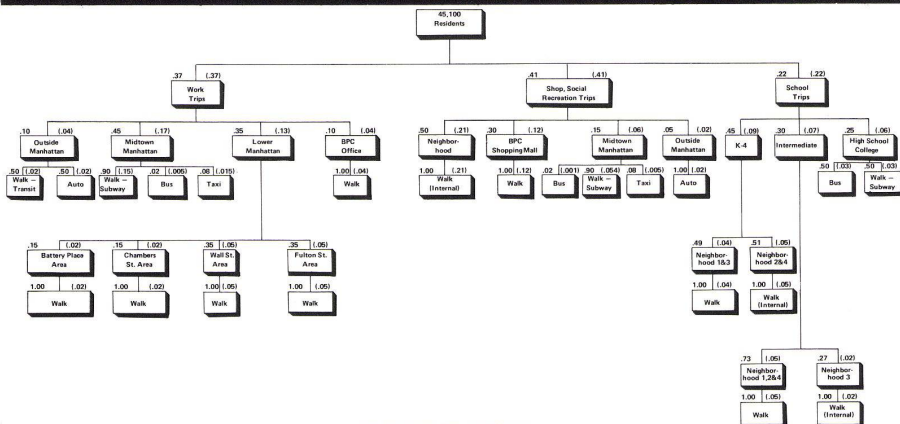 45,100
Residents
.37 (.37)
Work
Trips
.41 (.41)
Shop, Social
Recreation Trips
.22 (.22)
School
Trips
.10 (.04)
Outside
Manhattan
.45 (.17)
Midtown
Manhattan
.35 (.13)
Lower
Manhattan
.10 (.04)
BPC
Office
.50 (.21)
Neighbor-
hood
.30 (.12)
BPC
Shopping Mall
.15 (.06)
Midtown
Manhattan
.05 (.02)
Outside
Manhattan
.45 (.09)
K-4
.30 (.07)
Intermediate
.25 (.06)
High School
College
.50 (.02)
Walk –
Transit
.50 (.02)
Auto
.90 (.15)
Walk –
Subway
.02 (.005)
Bus
.08 (.015)
Taxi
1.00 (.04)
Walk
1.00 (.21)
Walk
(Internal)
1.00 (.12)
Walk
.02 (.001)
Bus
.90 (.054)
Walk –
Subway
.08 (.005)
Taxi
1.00 (.02)
Auto
.50 (.03)
Bus
.50 (.03)
Walk –
Subway
.15 (.02)
Battery Place
Area
.15 (.02)
Chambers
St. Area
.35 (.05)
Wall St.
Area
.35 (.05)
Fulton St.
Area
1.00 (.02)
Walk
1.00 (.02)
Walk
1.00 (.05)
Walk
1.00 (.05)
Walk
.49 (.04)
Neighbor-
hood 1&3
.51 (.05)
Neighbor-
hood 2&4
1.00 (.04)
Walk
1.00 (.05)
Walk
(Internal)
.73 (.05)
Neighbor-
hood 1,2&4
.27 (.02)
Neighbor-
hood 3
1.00 (.05)
Walk
1.00 (.02)
Walk
(Internal)